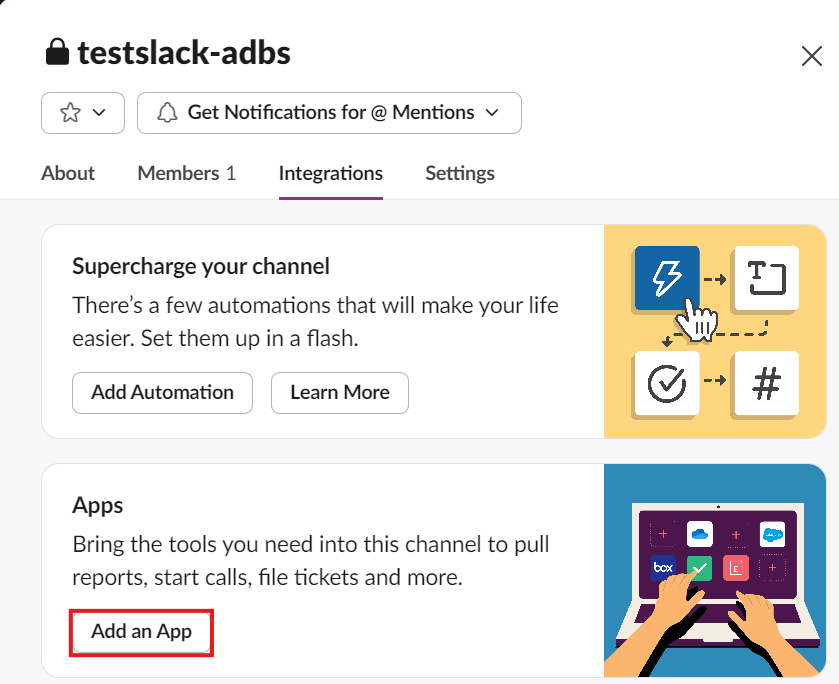 testslack-adbs
Get Notifications for @ Mentions
About Members 1 Integrations Settings
Supercharge your channel
There’s a few automations that will make your life
easier. Set them up in a flash.
Add Automation Learn More
T
#
Apps
Bring the tools you need into this channel to pull
reports, start calls, file tickets and more.
Add an App
box
E